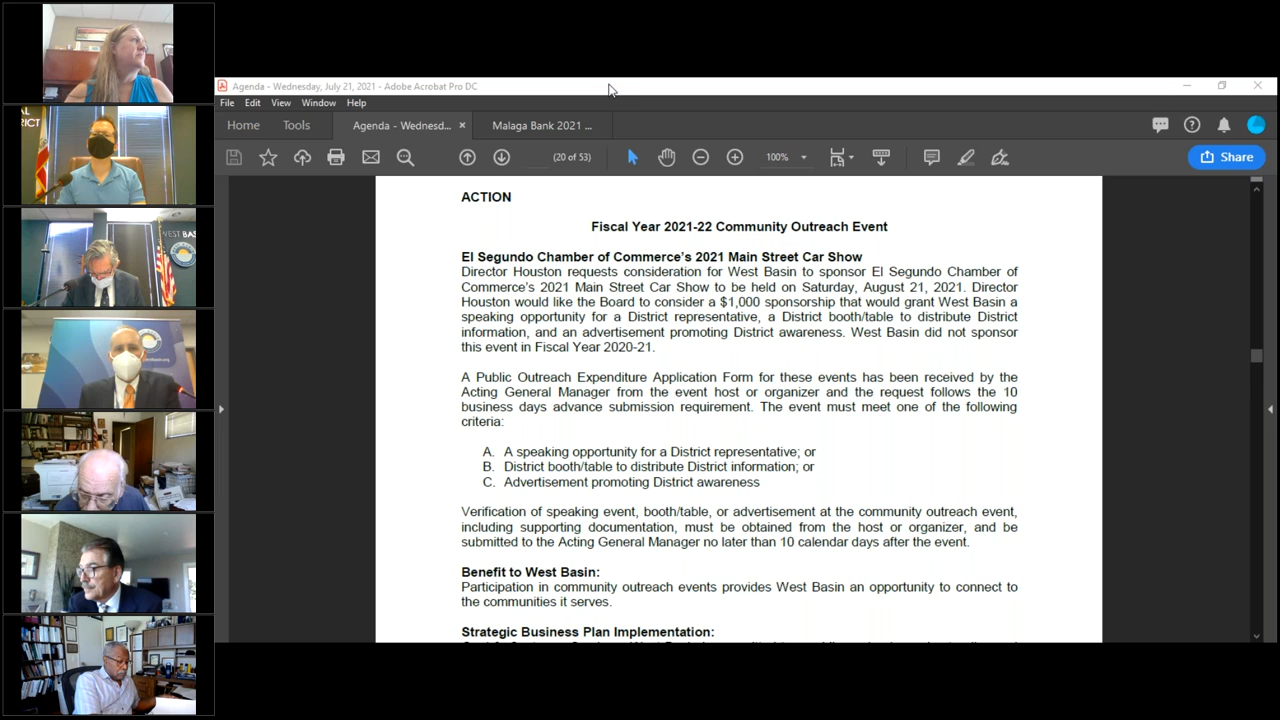 Agenda - Wednesday, July 21, 2021 - Adobe Acrobat Pro DC
File Edit View Window Help
Home Tools Agenda - Wednesd... × Malaga Bank 2021 ...
(20 of 53) 100% Share
ACTION
Fiscal Year 2021-22 Community Outreach Event
El Segundo Chamber of Commerce's 2021 Main Street Car Show
Director Houston requests consideration for West Basin to sponsor El Segundo Chamber of
Commerce's 2021 Main Street Car Show to be held on Saturday, August 21, 2021. Director
Houston would like the Board to consider a $1,000 sponsorship that would grant West Basin a
speaking opportunity for a District representative, a District booth/table to distribute District
information, and an advertisement promoting District awareness. West Basin did not sponsor
this event in Fiscal Year 2020-21.
A Public Outreach Expenditure Application Form for these events has been received by the
Acting General Manager from the event host or organizer and the request follows the 10
business days advance submission requirement. The event must meet one of the following
criteria:
A. A speaking opportunity for a District representative; or
B. District booth/table to distribute District information; or
C. Advertisement promoting District awareness
Verification of speaking event, booth/table, or advertisement at the community outreach event,
including supporting documentation, must be obtained from the host or organizer, and be
submitted to the Acting General Manager no later than 10 calendar days after the event.
Benefit to West Basin:
Participation in community outreach events provides West Basin an opportunity to connect to
the communities it serves.
Strategic Business Plan Implementation: